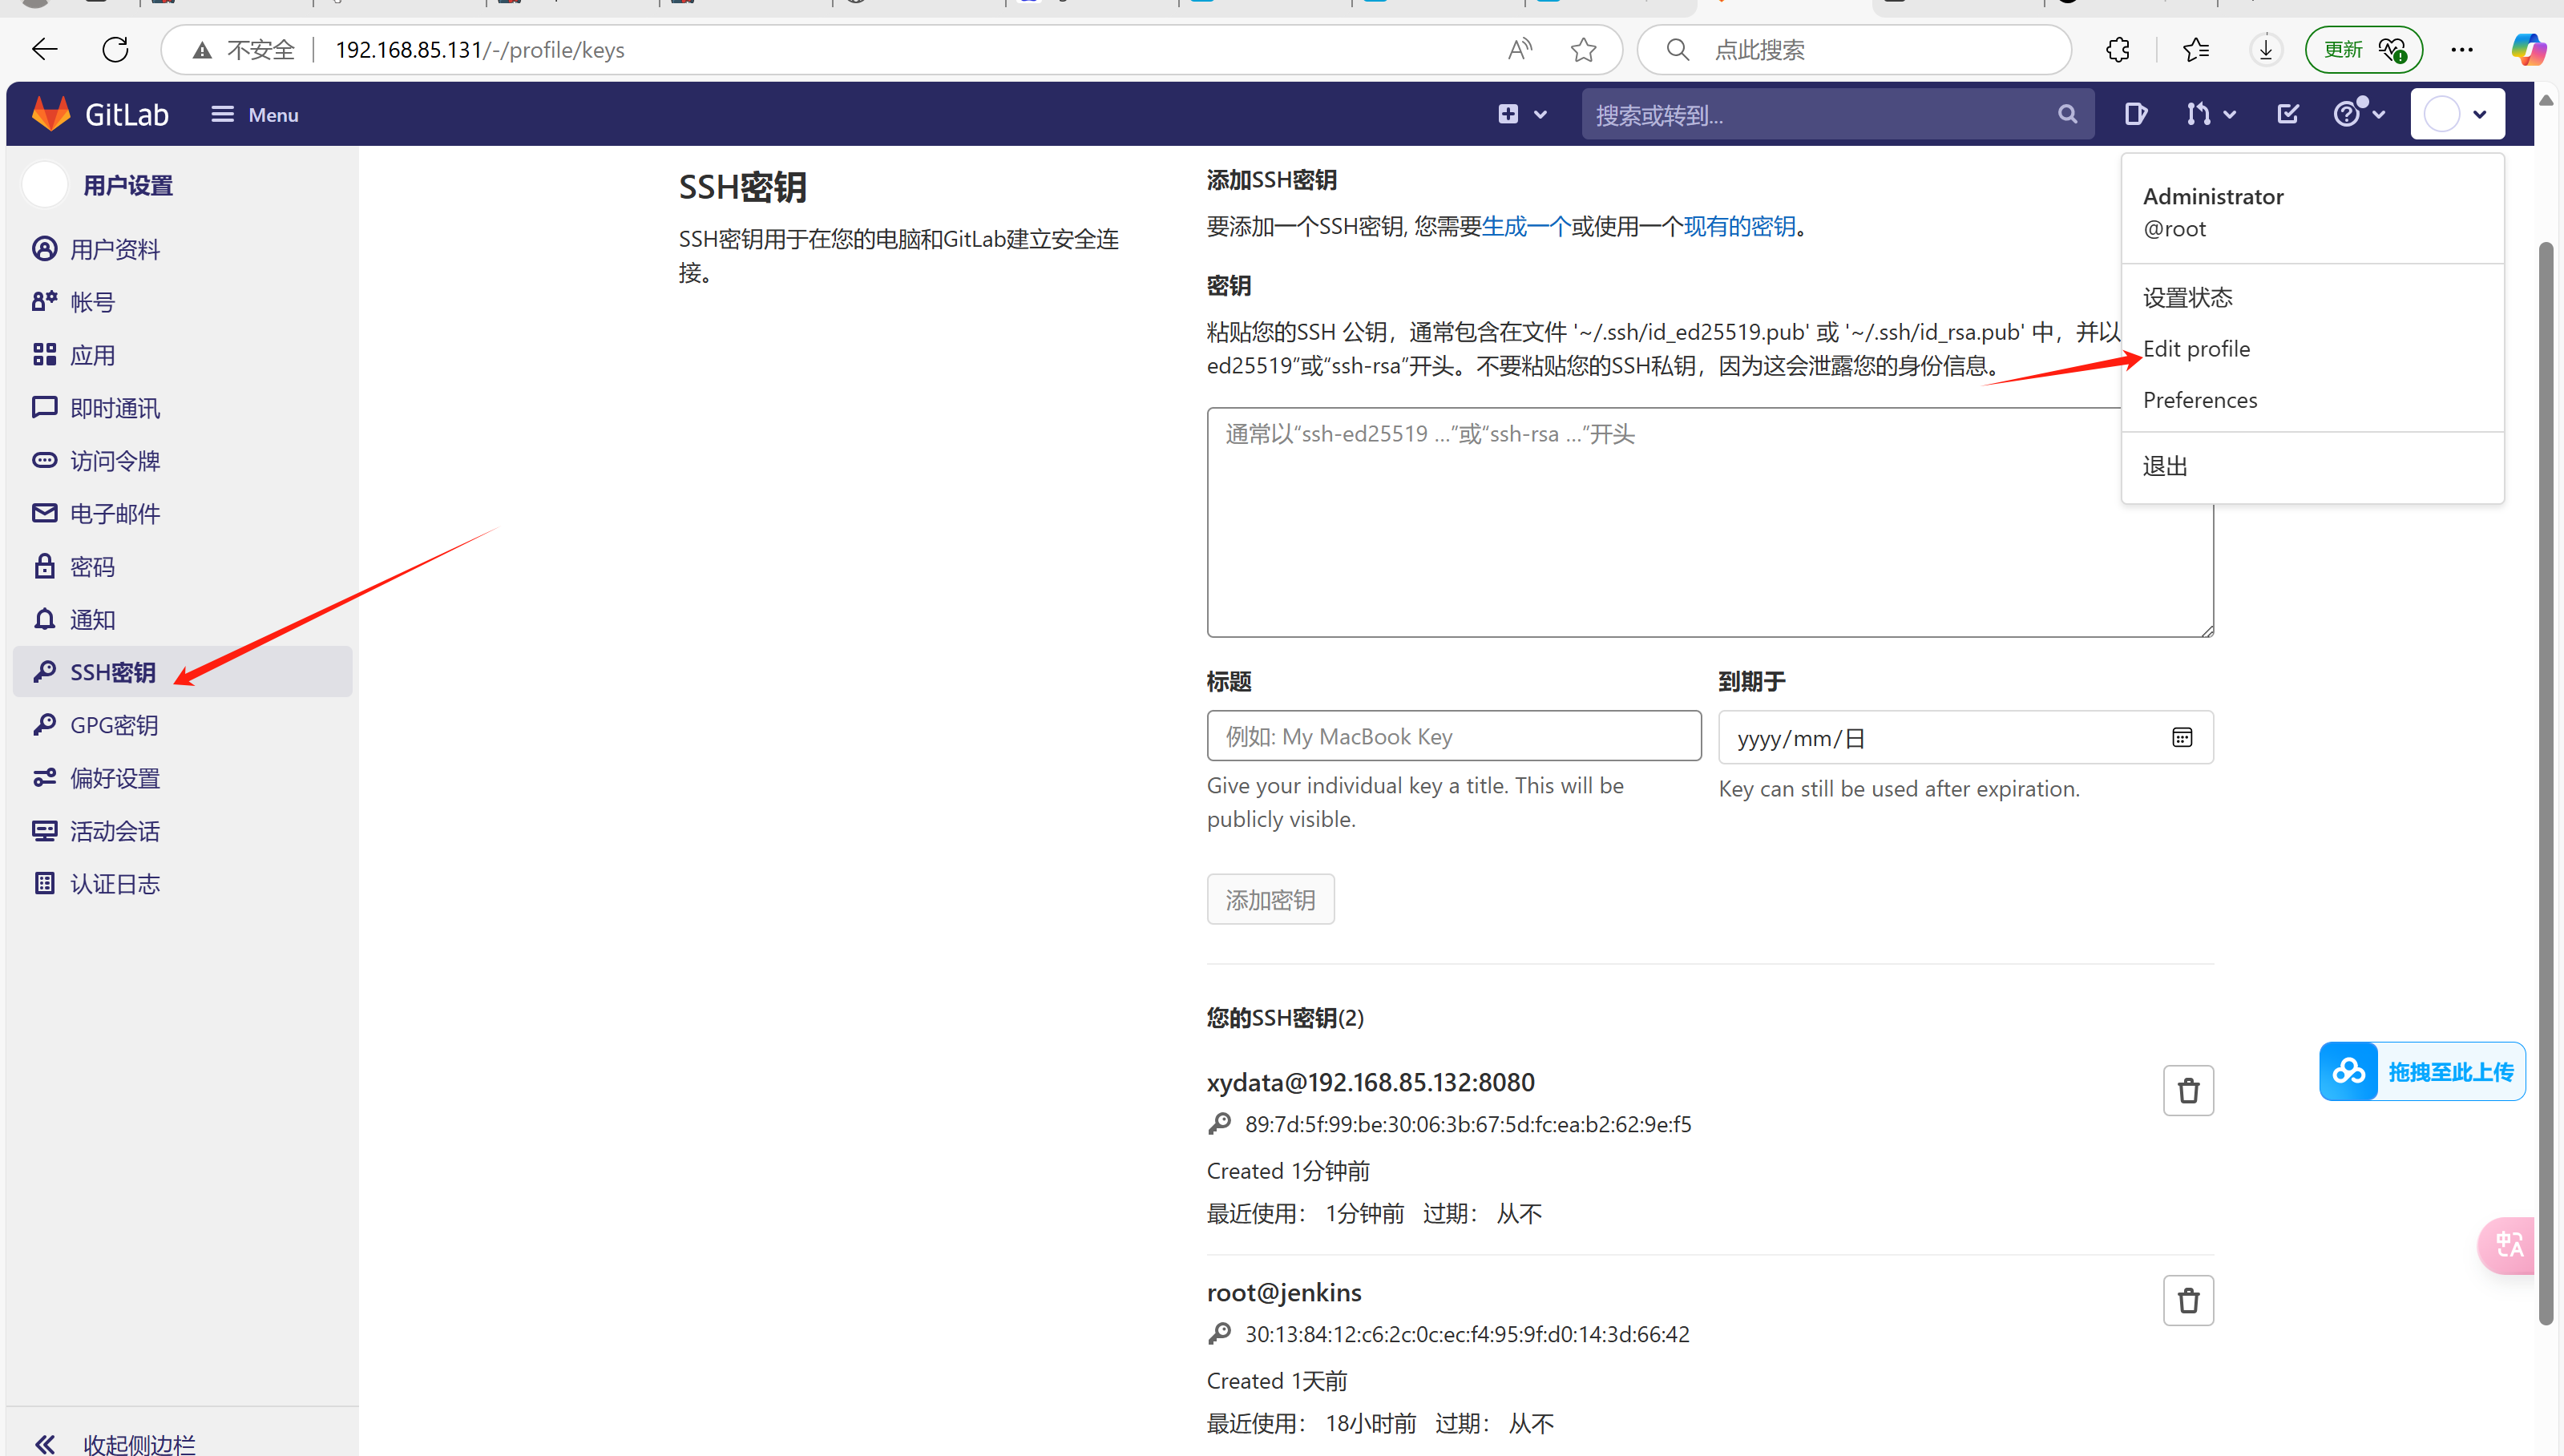 不安全
192.168.85.131/-/profile/keys
点此搜索
更新
GitLab
Menu
搜索或转到...
用户设置
用户资料
帐号
应用
即时通讯
访问令牌
电子邮件
密码
通知
SSH密钥
GPG密钥
偏好设置
活动会话
认证日志
收起侧边栏
SSH密钥
SSH密钥用于在您的电脑和GitLab建立安全连
接。
添加SSH密钥
要添加一个SSH密钥, 您需要生成一个或使用一个现有的密钥。
密钥
粘贴您的SSH 公钥，通常包含在文件 '~/.ssh/id_ed25519.pub' 或 '~/.ssh/id_rsa.pub' 中，并以
ed25519”或“ssh-rsa”开头。不要粘贴您的SSH私钥，因为这会泄露您的身份信息。
通常以“ssh-ed25519 ...”或“ssh-rsa ...”开头
标题
例如: My MacBook Key
Give your individual key a title. This will be
publicly visible.
到期于
yyyy/mm/日
Key can still be used after expiration.
添加密钥
您的SSH密钥(2)
xydata@192.168.85.132:8080
89:7d:5f:99:be:30:06:3b:67:5d:fc:ea:b2:62:9e:f5
Created 1分钟前
最近使用： 1分钟前 过期： 从不
root@jenkins
30:13:84:12:c6:2c:0c:ec:f4:95:9f:d0:14:3d:66:42
Created 1天前
最近使用： 18小时前 过期： 从不
Administrator
@root
设置状态
Edit profile
Preferences
退出
拖拽至此上传
中A